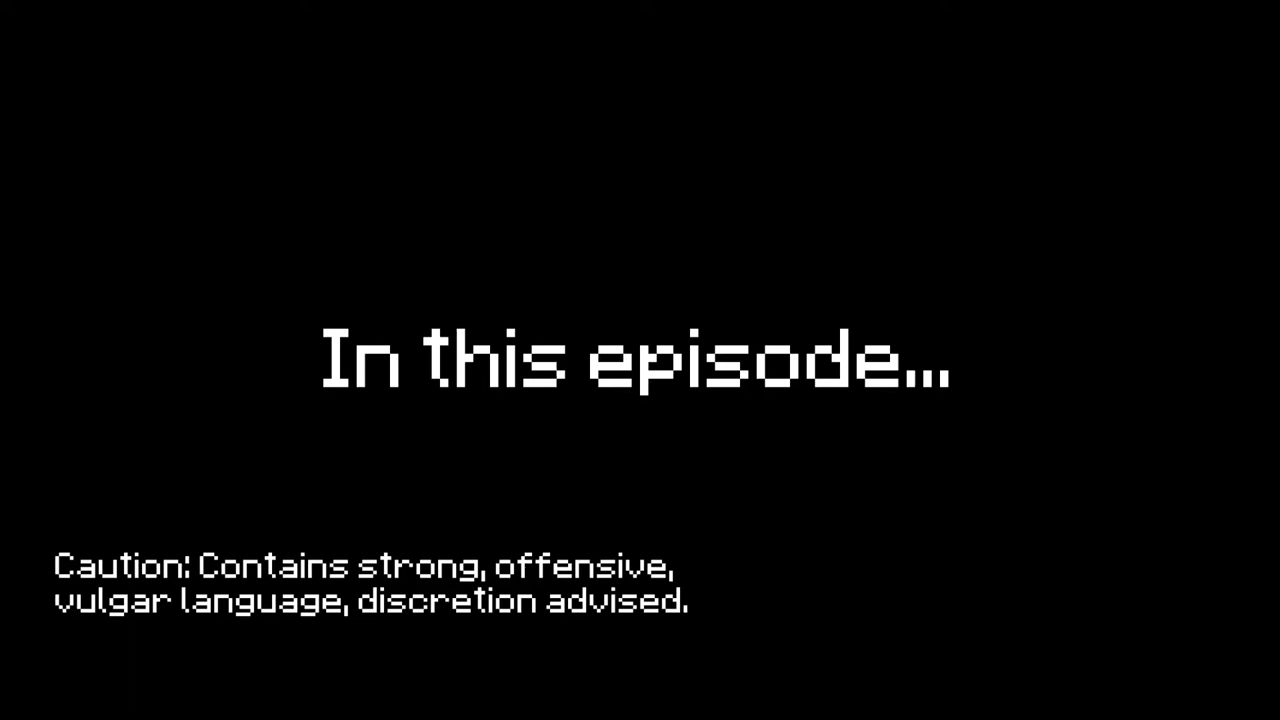 In this episode...
Caution: Contains strong, offensive,
vulgar language, discretion advised.